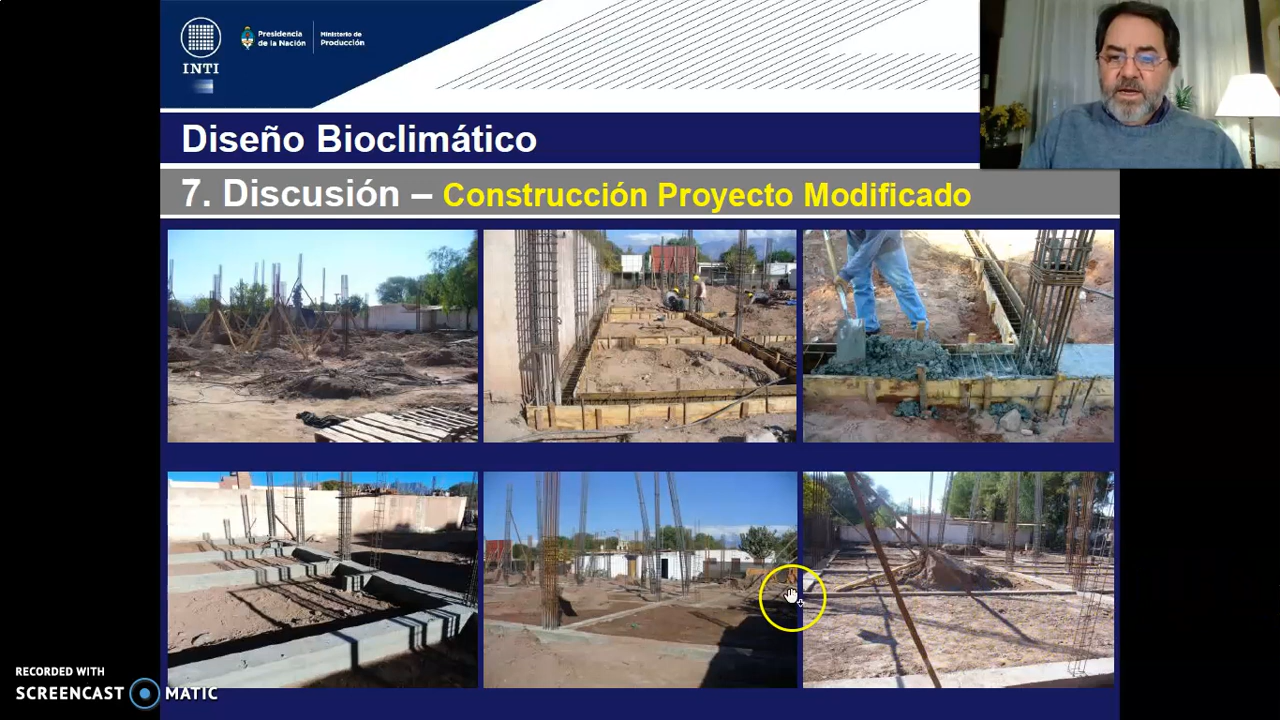 INTI
Presidencia
de la Nación
Ministerio de
Producción
Diseño Bioclimático
7. Discusión – Construcción Proyecto Modificado
RECORDED WITH
SCREENCAST MATIC